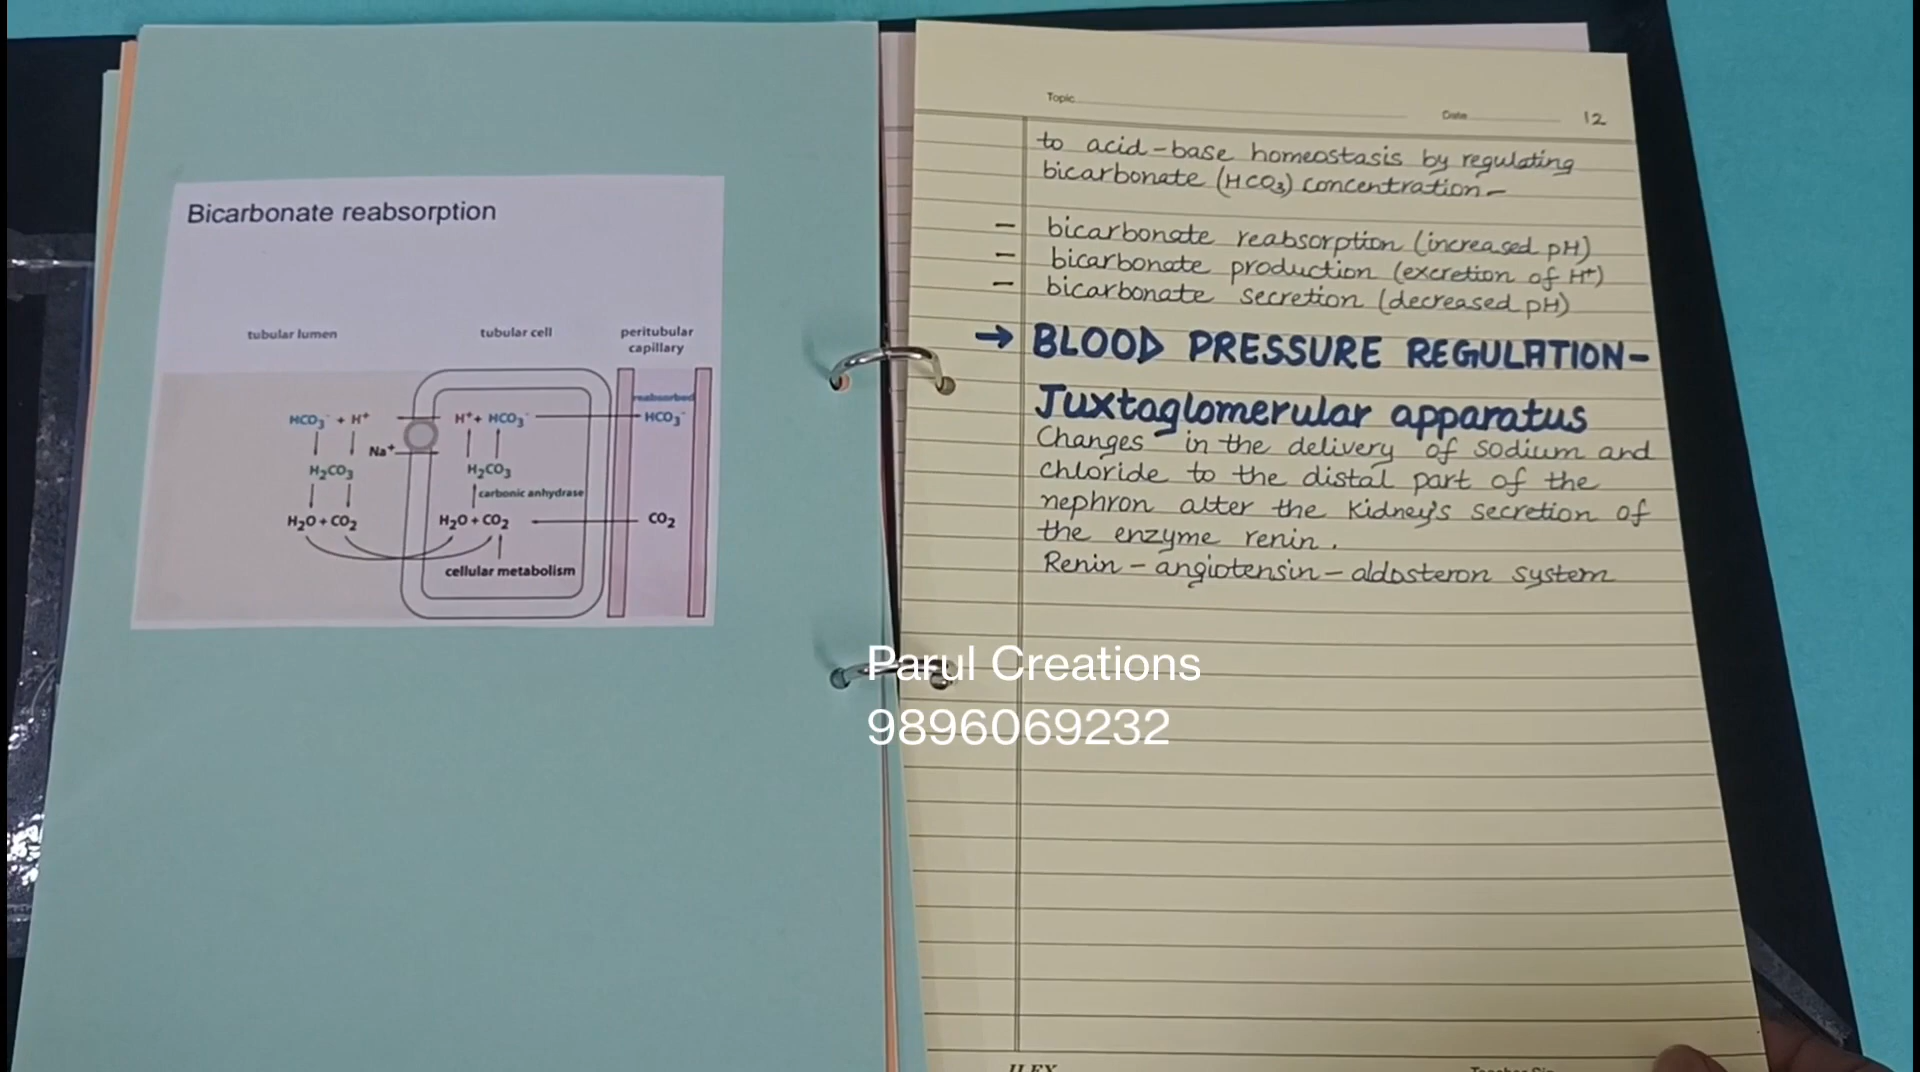 Bicarbonate reabsorption
tubular lumen
tubular cell
peritubular
capillary
reabsorbed
HCO3⁻ + H⁺
H⁺ + HCO3⁻
HCO3⁻
Na⁺
H2CO3
H2CO3
carbonic anhydrase
H2O + CO2
H2O + CO2
CO2
cellular metabolism
Topic
Date
12
to acid-base homeostasis by regulating
bicarbonate (HCO3) concentration-
- bicarbonate reabsorption (increased pH)
- bicarbonate production (excretion of H⁺)
- bicarbonate secretion (decreased pH)
→ BLOOD PRESSURE REGULATION-
Juxtaglomerular apparatus
Changes in the delivery of sodium and
chloride to the distal part of the
nephron alter the kidney's secretion of
the enzyme renin.
Renin - angiotensin - aldosteron system
Parul Creations
9896069232